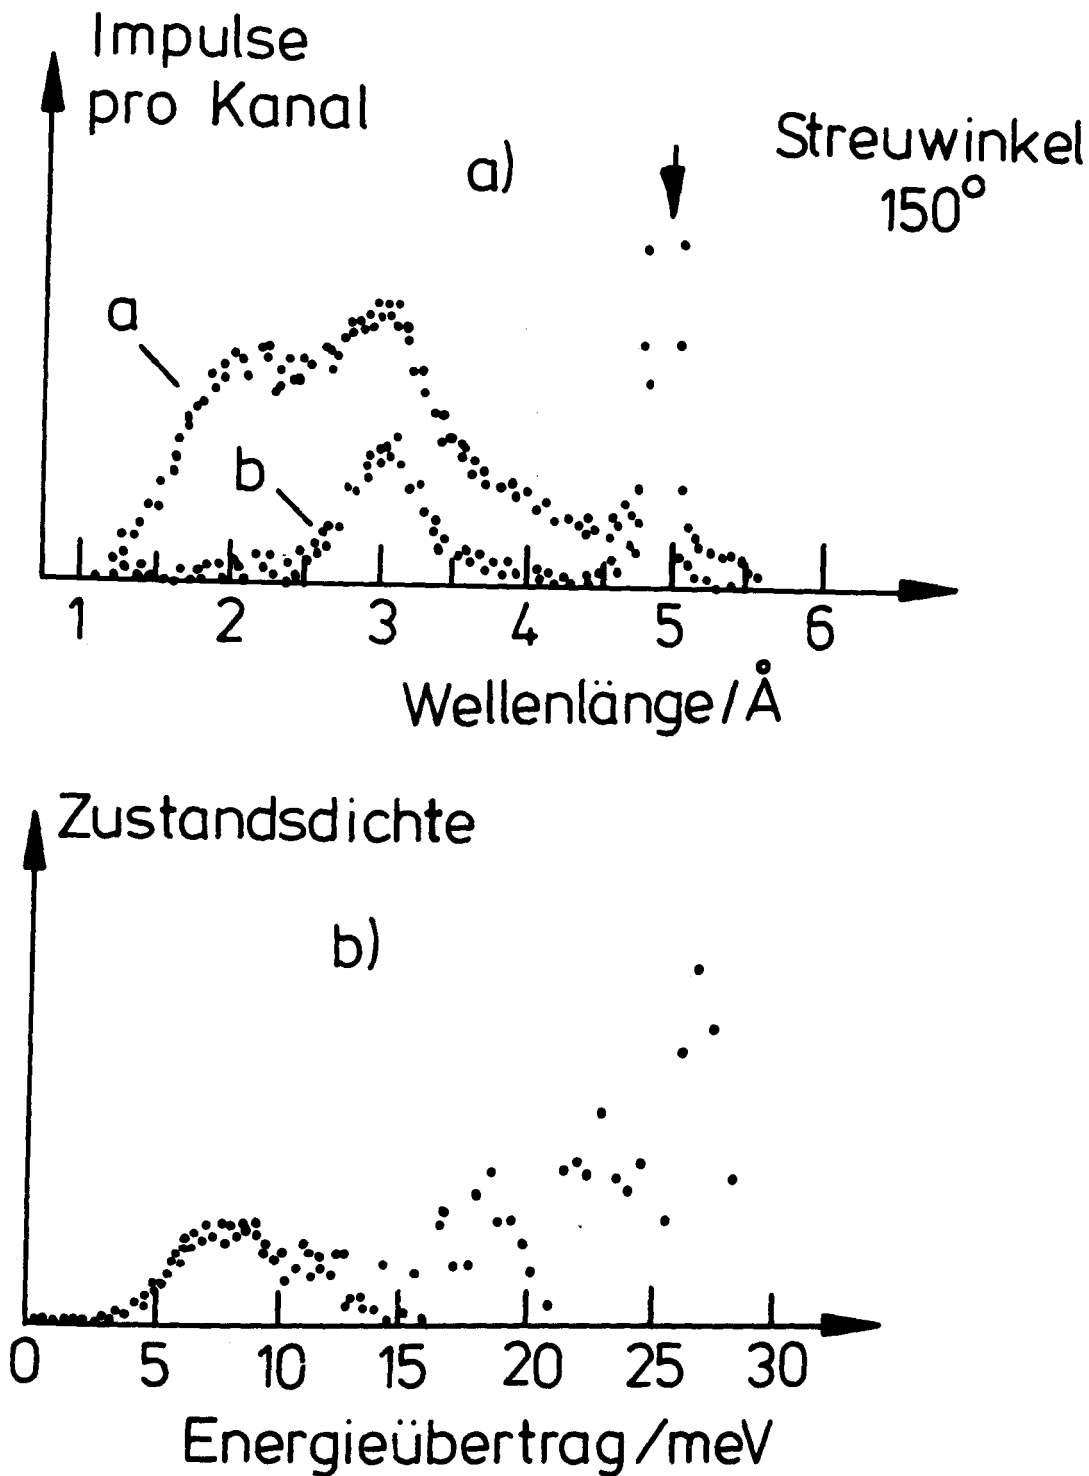 Impulse
pro Kanal
a)
Streuwinkel
150°
a
b
1 2 3 4 5 6
Wellenlänge/Å
Zustandsdichte
b)
0 5 10 15 20 25 30
Energieübertrag/meV